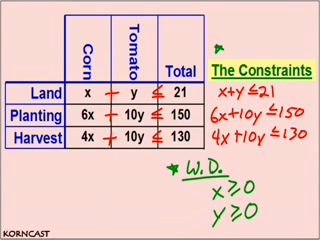 Corn Tomato Total
Land x + y ≤ 21
Planting 6x + 10y ≤ 150
Harvest 4x + 10y ≤ 130
The Constraints
x+y ≤ 21
6x+10y ≤ 150
4x+10y ≤ 130
W.D.
x ≥ 0
y ≥ 0
KORNCAST